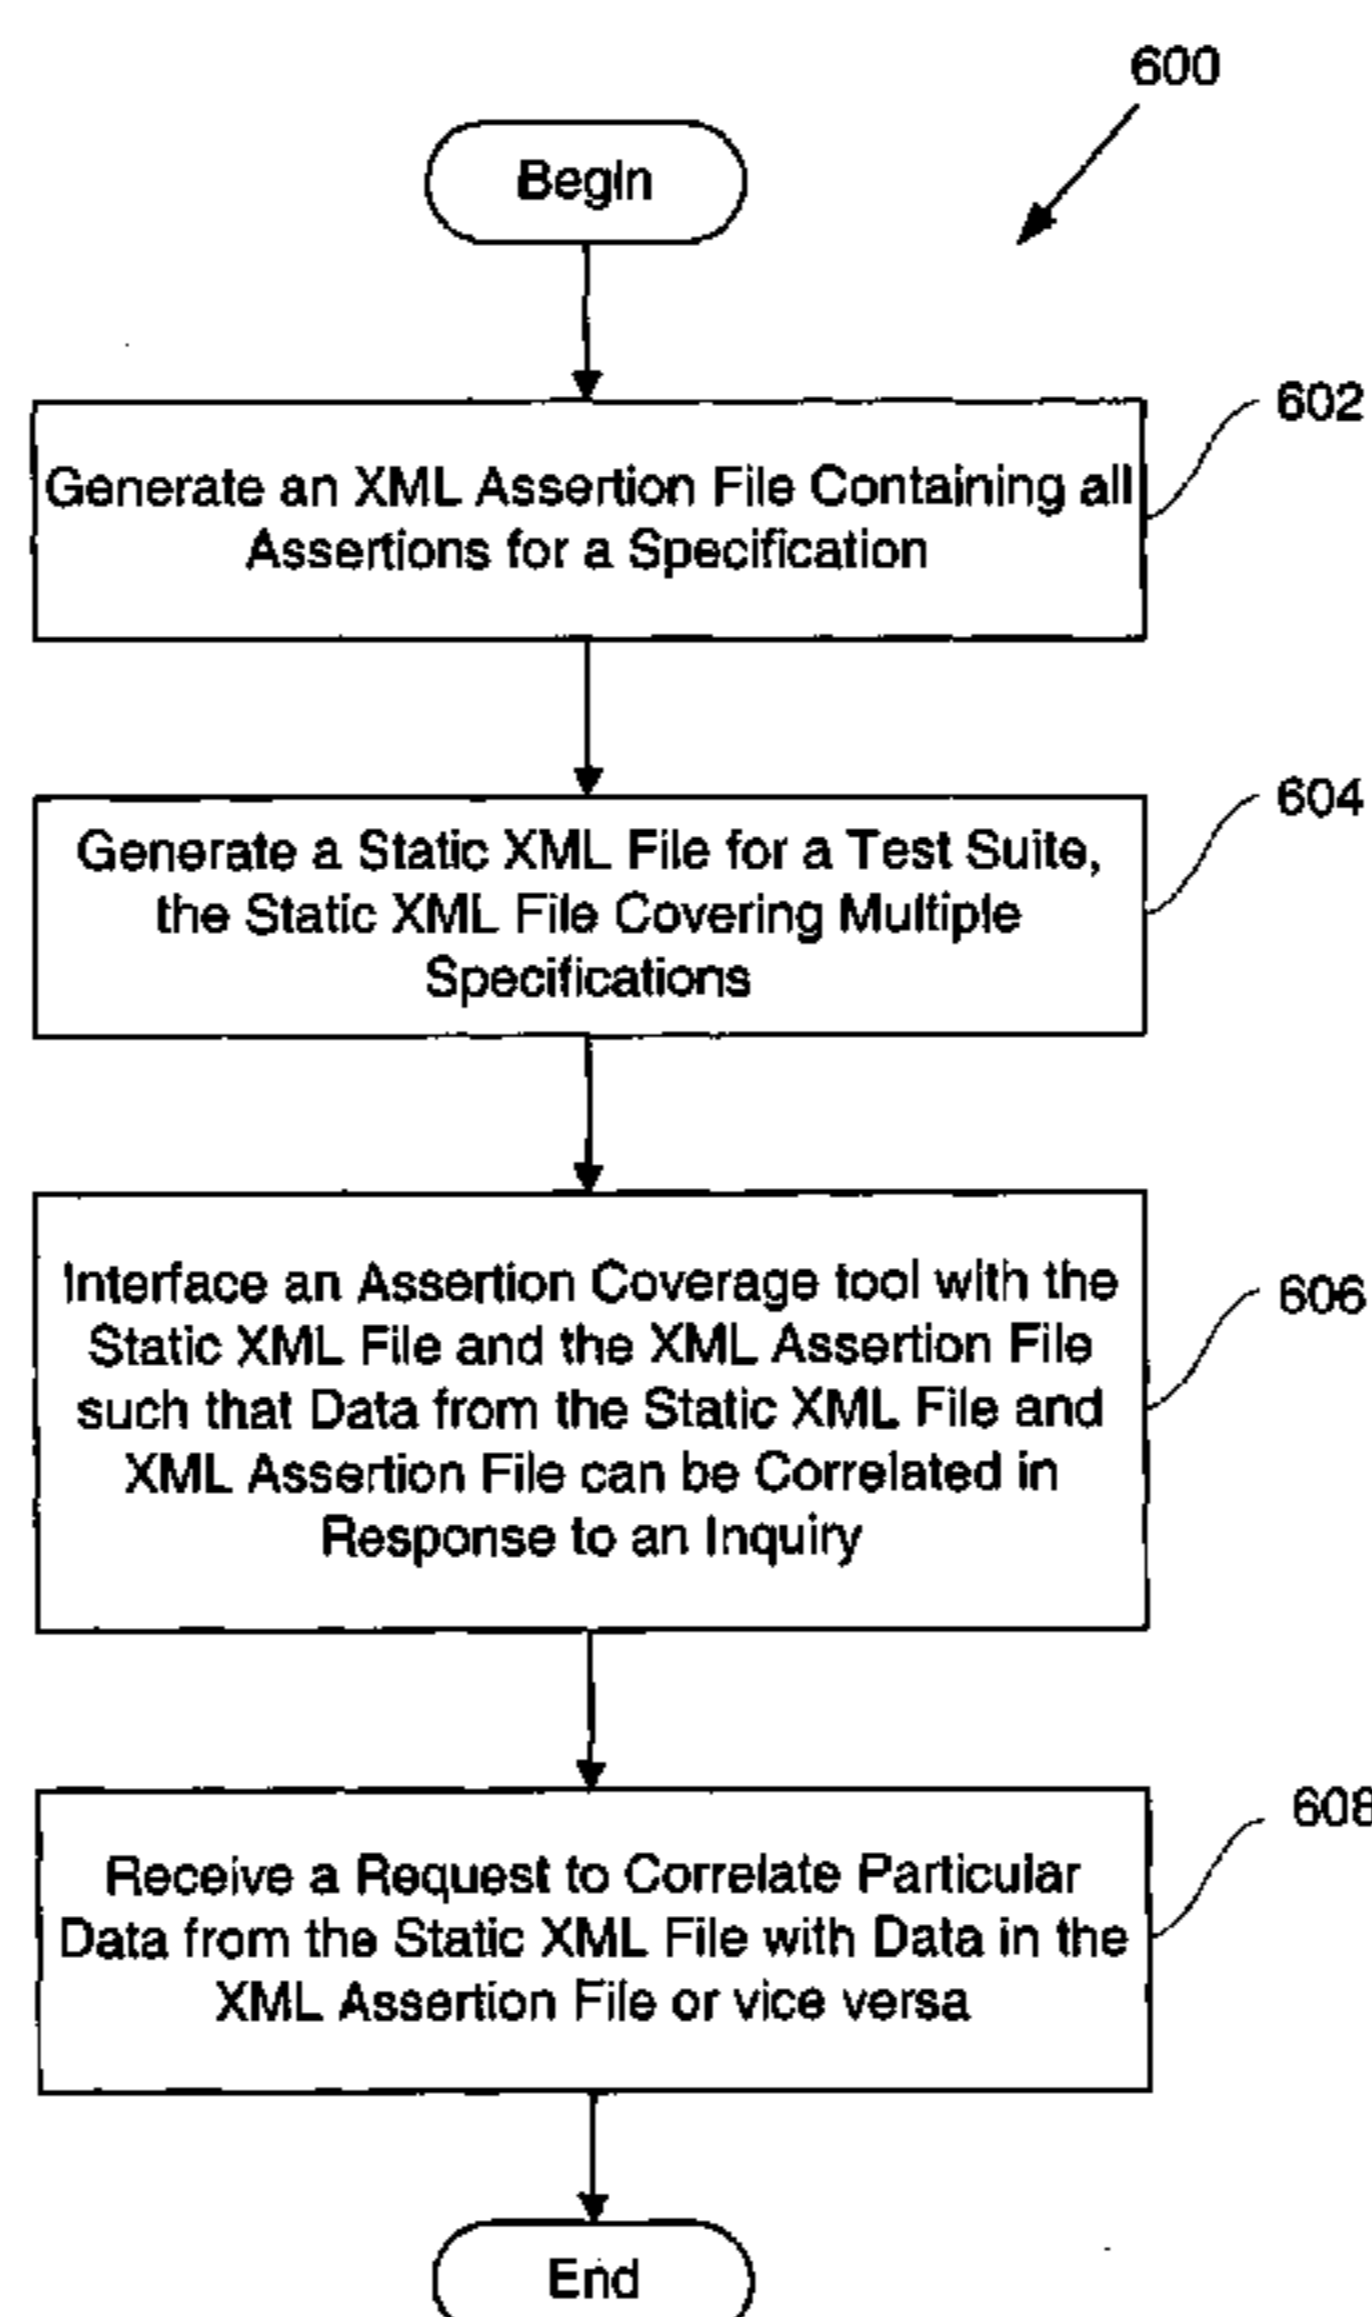 600
Begin
602
Generate an XML Assertion File Containing all
Assertions for a Specification
604
Generate a Static XML File for a Test Suite,
the Static XML File Covering Multiple
Specifications
606
Interface an Assertion Coverage tool with the
Static XML File and the XML Assertion File
such that Data from the Static XML File and
XML Assertion File can be Correlated in
Response to an Inquiry
608
Receive a Request to Correlate Particular
Data from the Static XML File with Data in the
XML Assertion File or vice versa
End